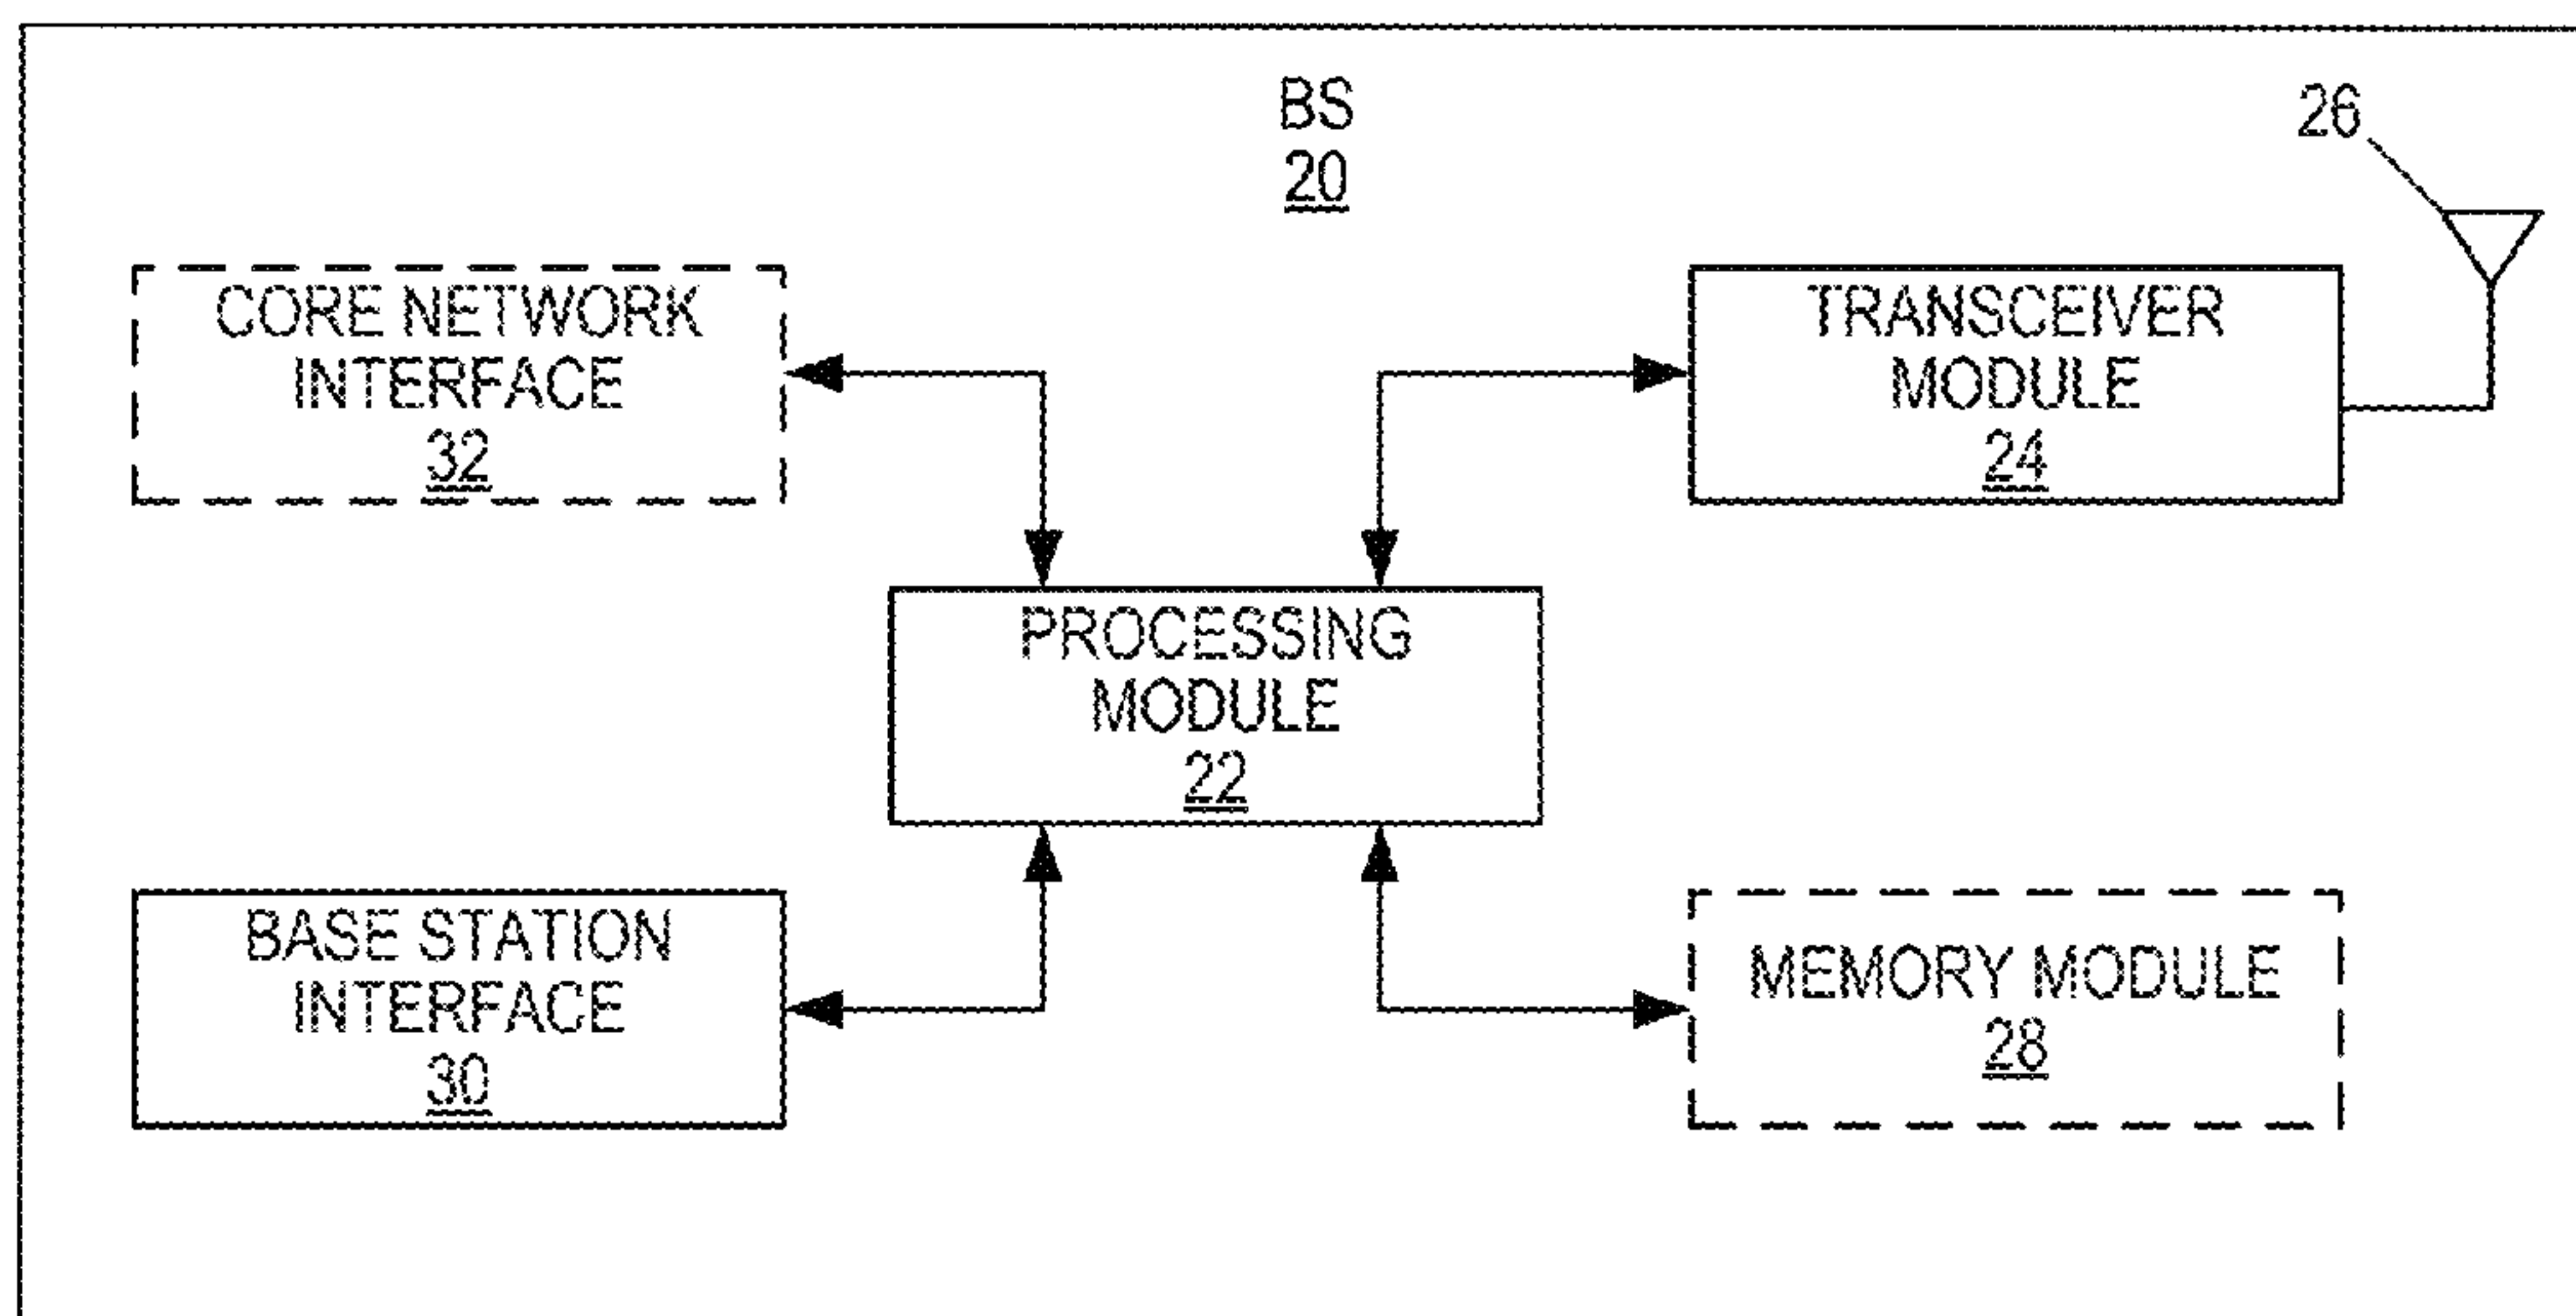 BS
20
26
CORE NETWORK
INTERFACE
32
TRANSCEIVER
MODULE
24
PROCESSING
MODULE
22
BASE STATION
INTERFACE
30
MEMORY MODULE
28